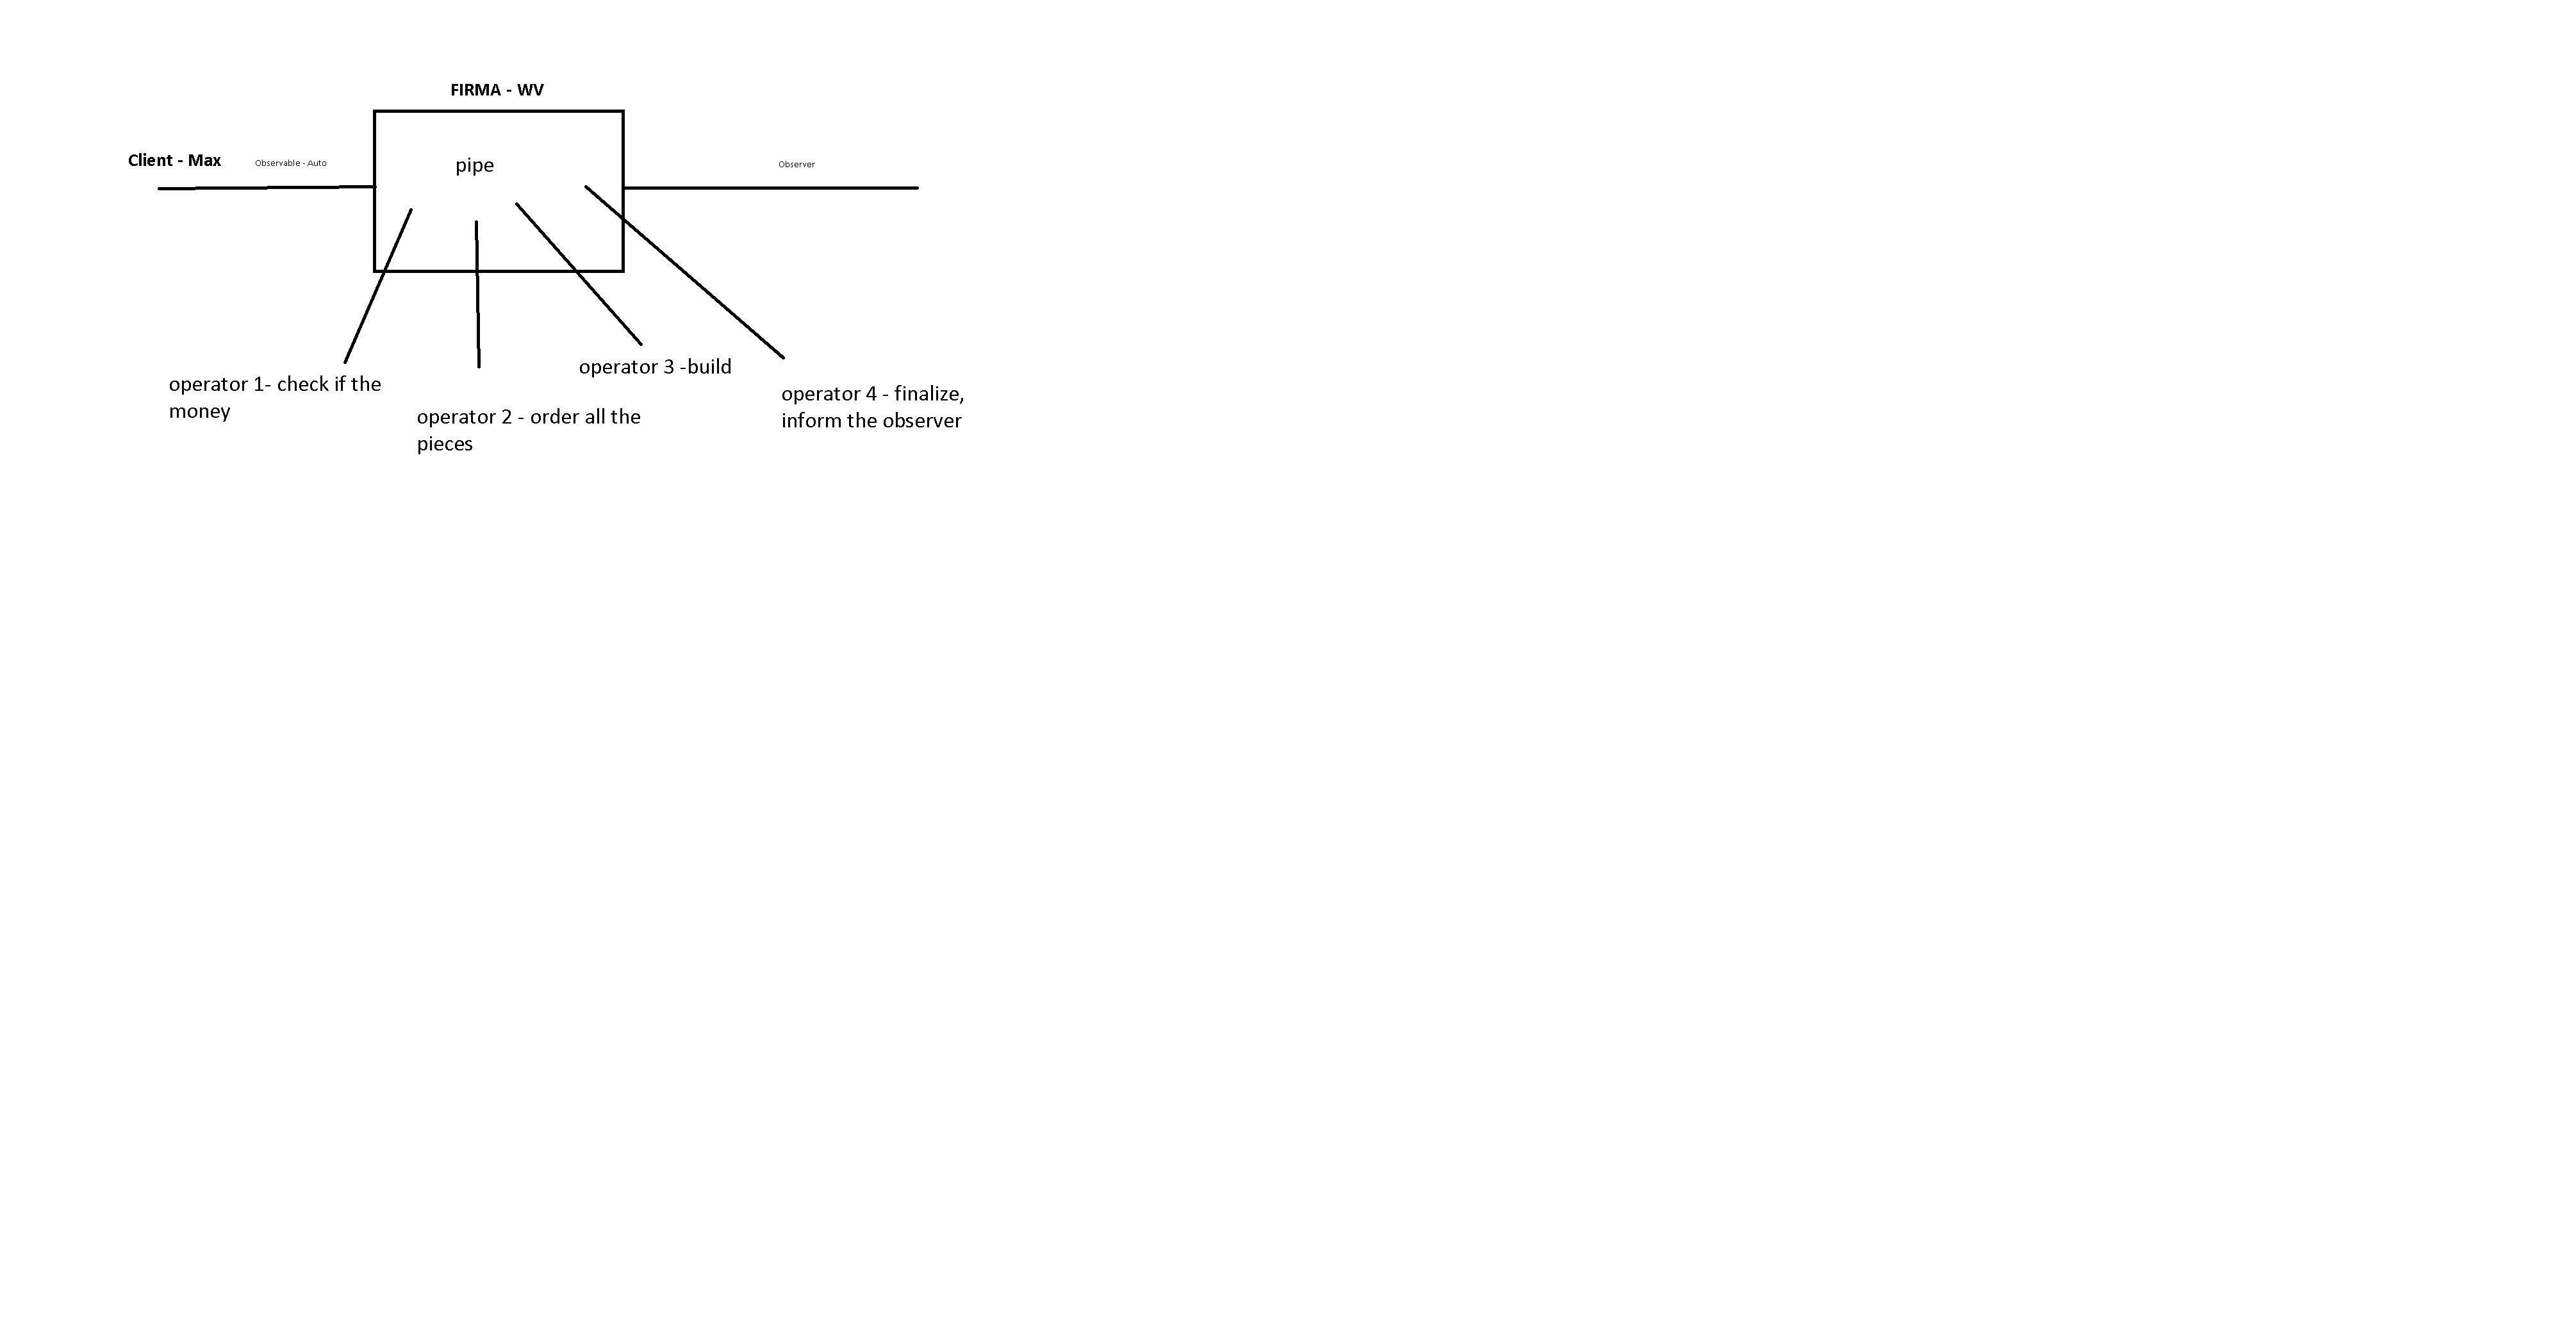 FIRMA - WV
Client - Max
Observable - Auto
pipe
Observer
operator 1- check if the
money
operator 2 - order all the
pieces
operator 3 -build
operator 4 - finalize,
inform the observer